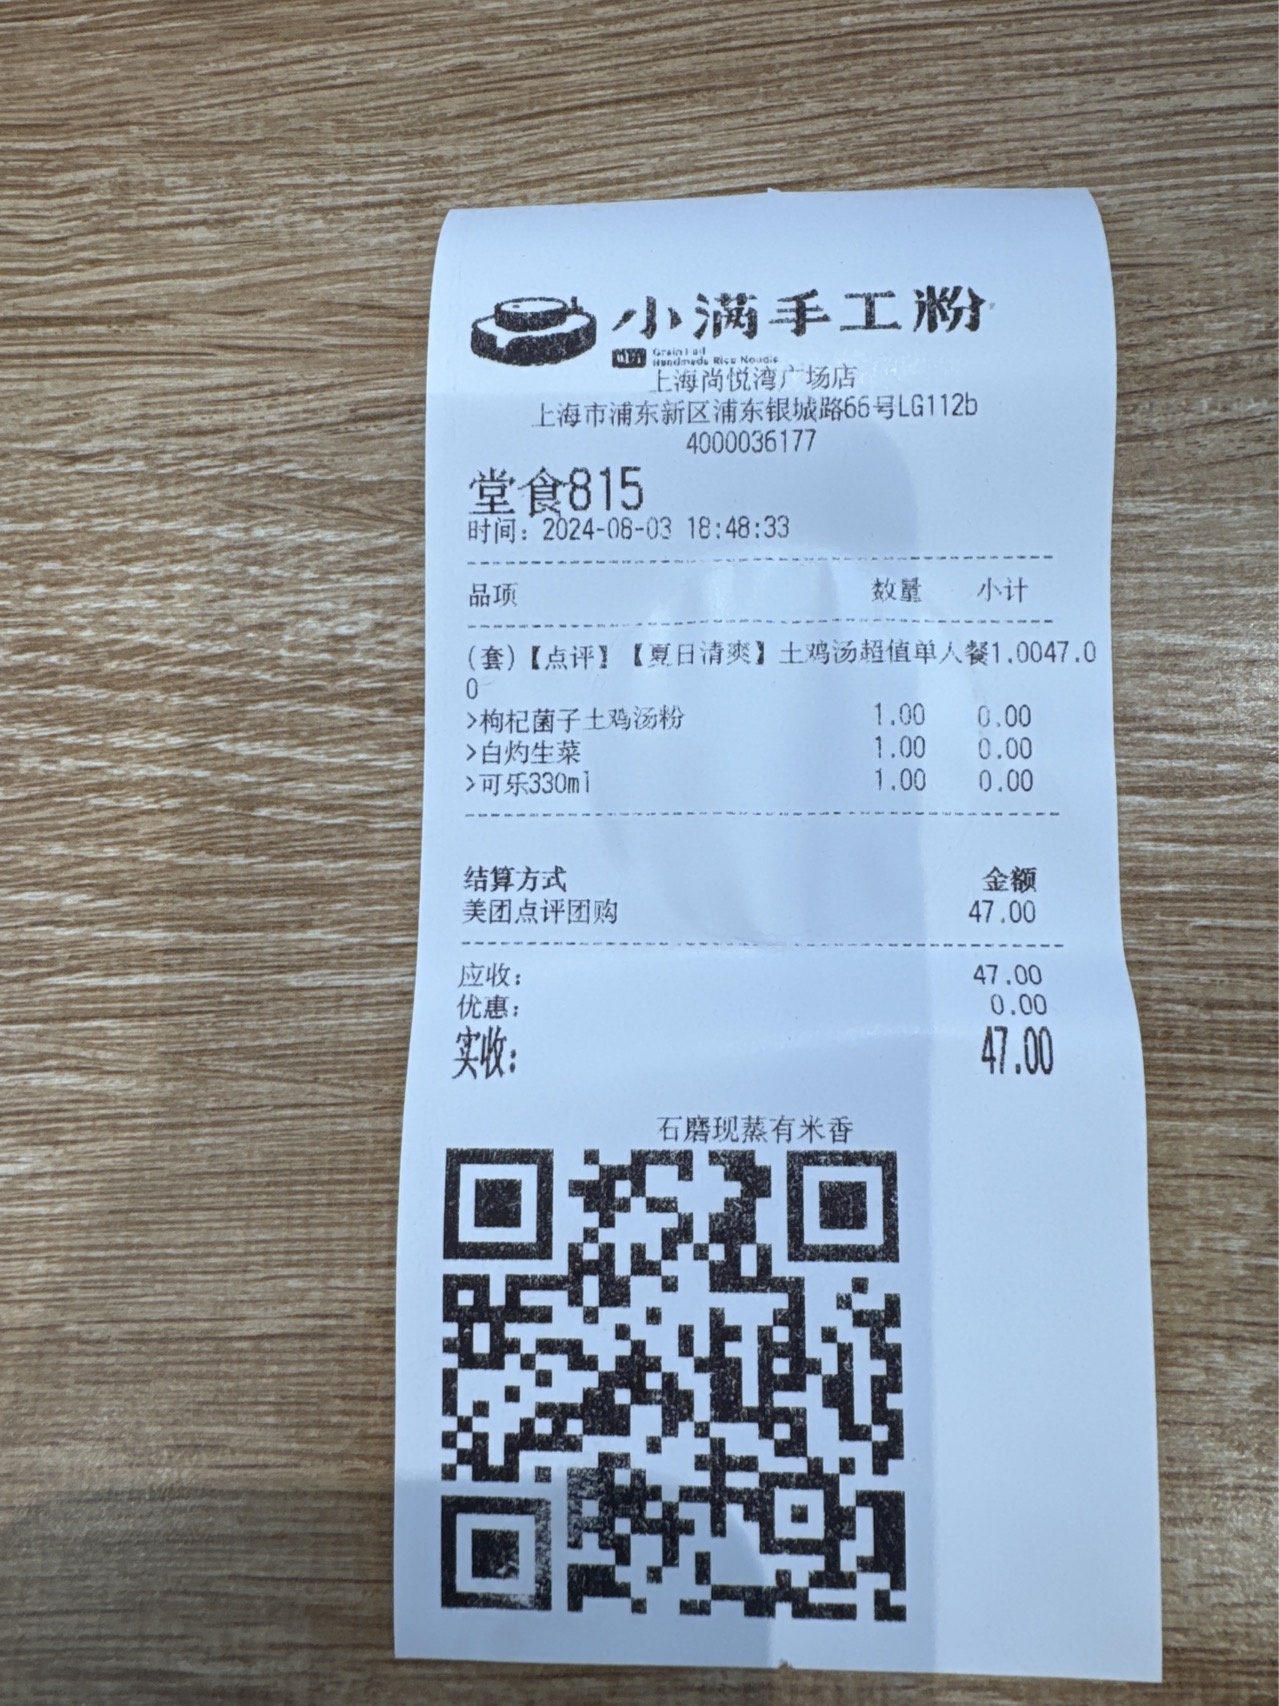 小满手工粉
Grain Full
Handmade Rice Noodle
上海尚悦湾广场店
上海市浦东新区浦东银城路66号LG112b
4000036177
堂食815
时间：2024-08-03 18:48:33
品项 数量 小计
(套)【点评】【夏日清爽】土鸡汤超值单人餐1.0047.0
0
>枸杞菌子土鸡汤粉 1.00 0.00
>白灼生菜 1.00 0.00
>可乐330ml 1.00 0.00
结算方式 金额
美团点评团购 47.00
应收： 47.00
优惠： 0.00
实收： 47.00
石磨现蒸有米香